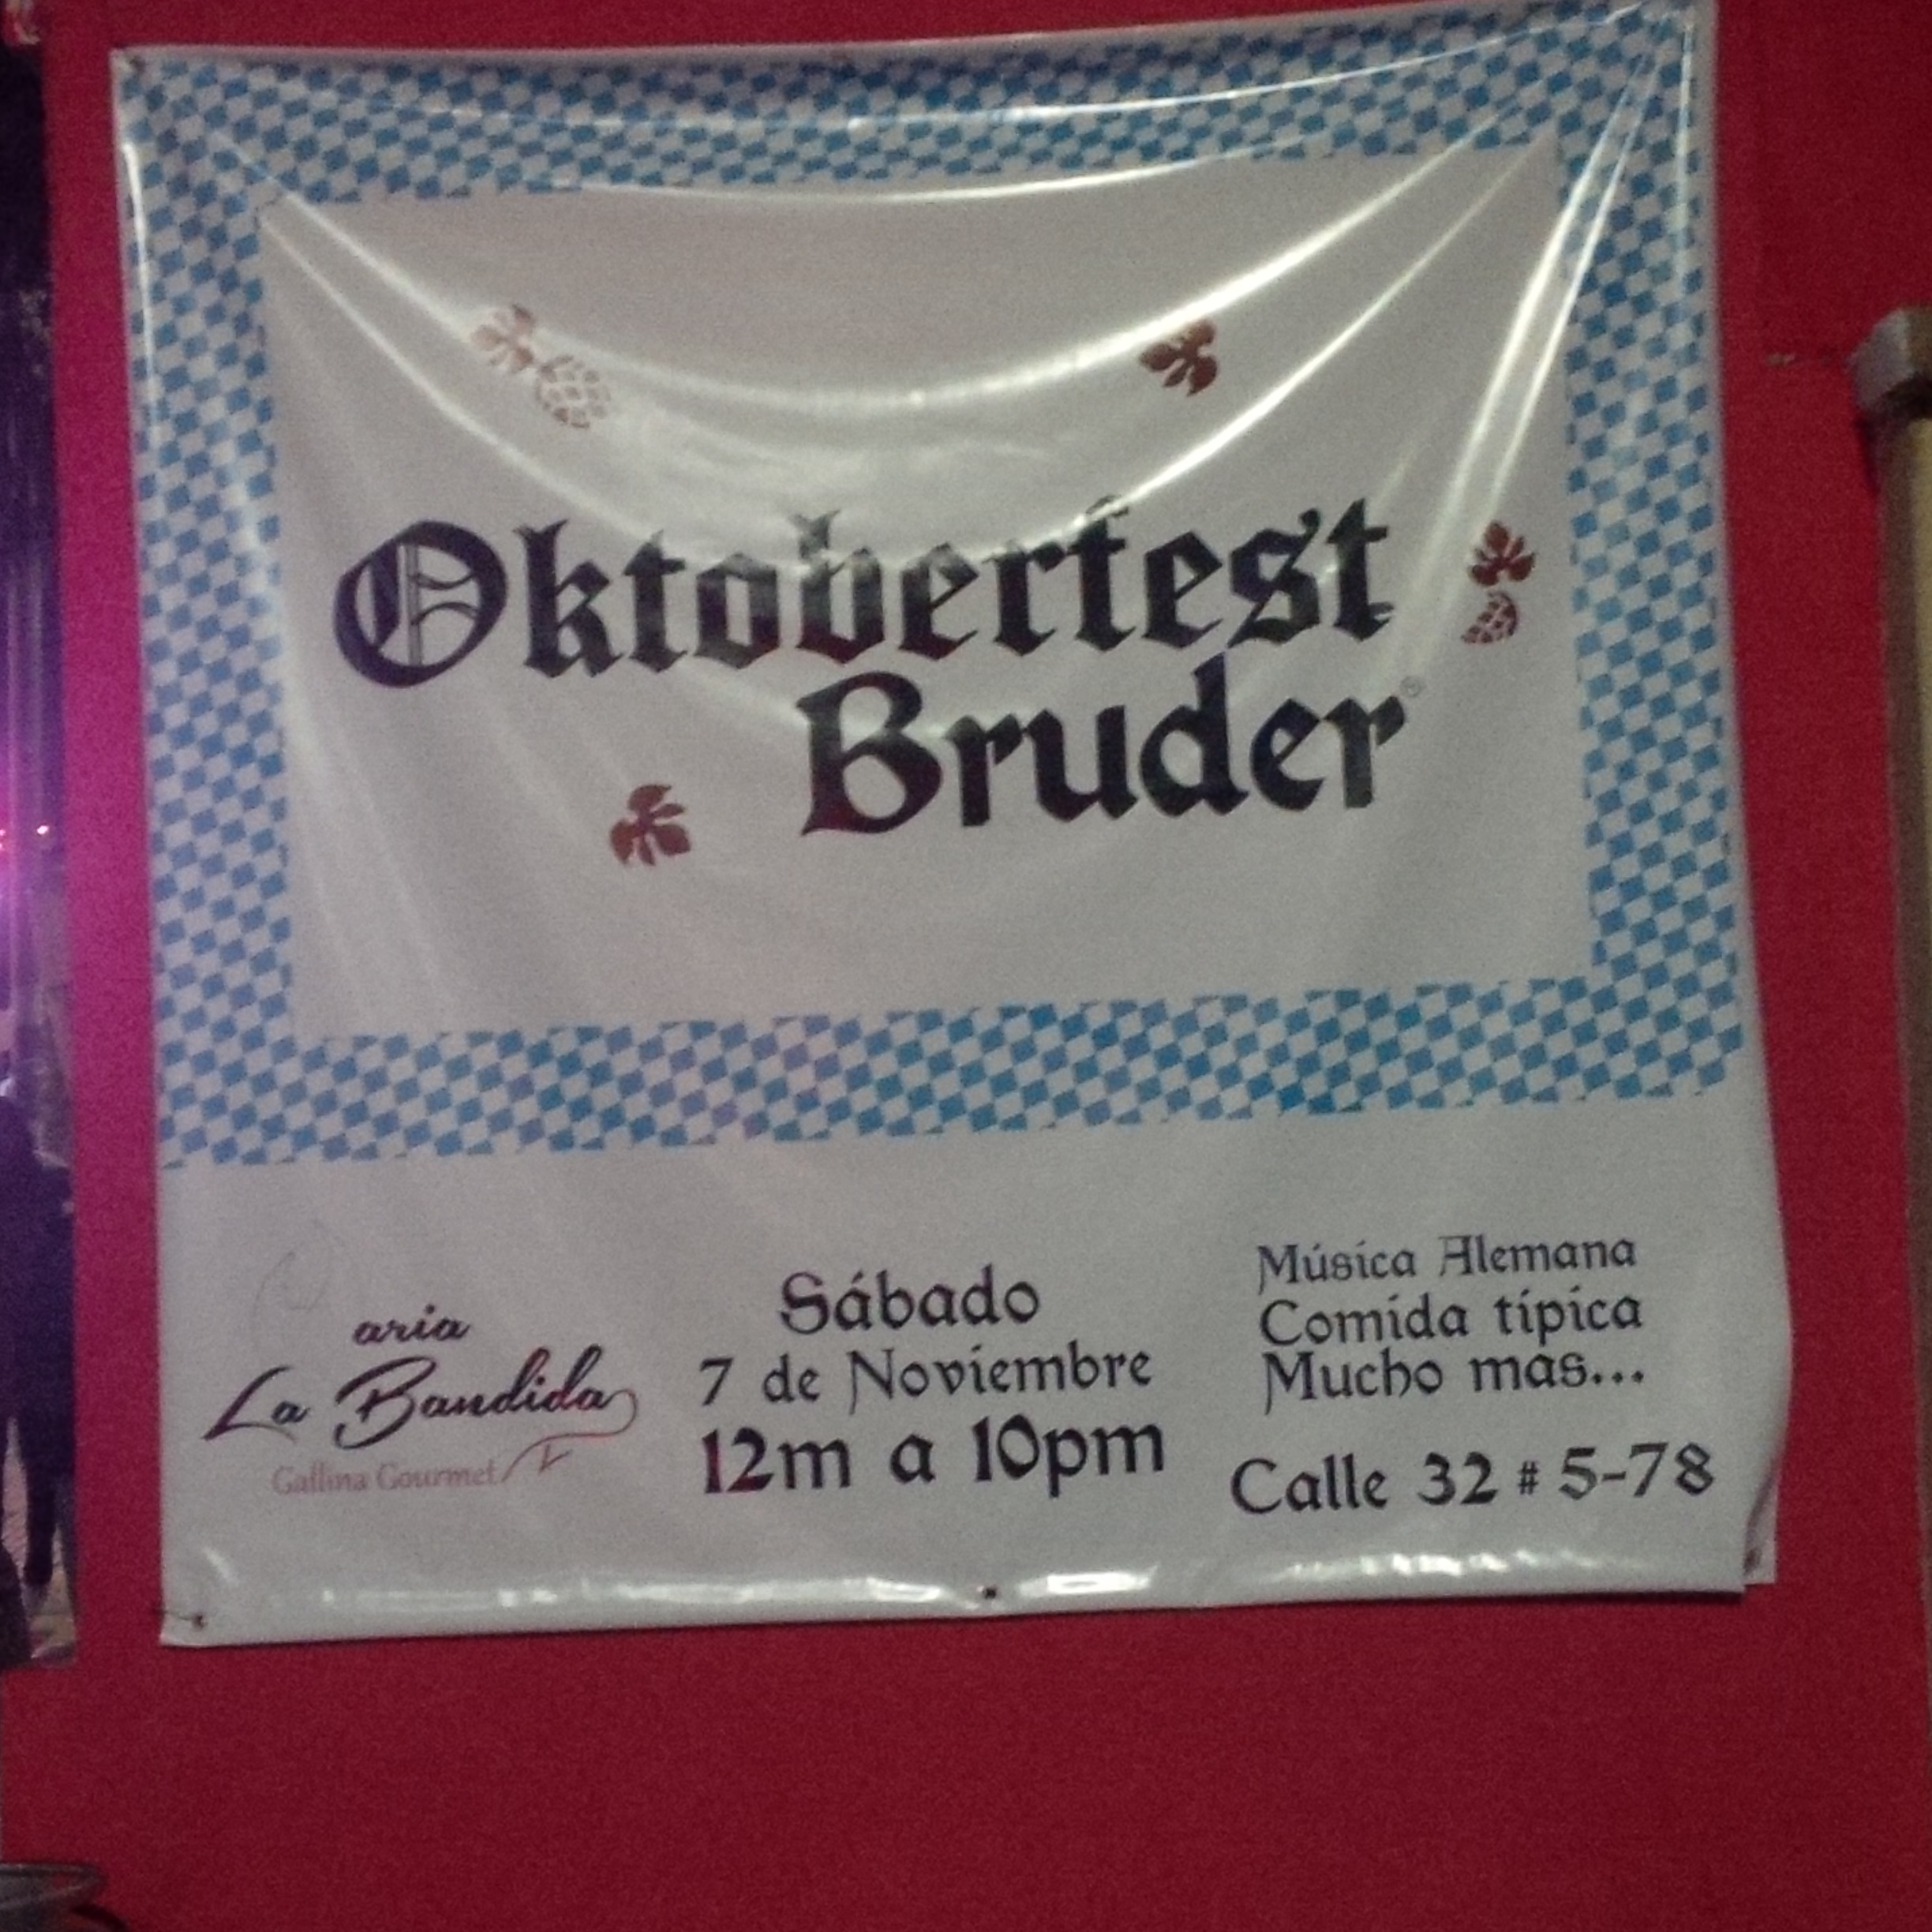 Oktoberfest
Bruder®
aria
La Bandida
Gallina Gourmet
Sábado
7 de Noviembre
12m a 10pm
Música Alemana
Comida típica
Mucho mas...
Calle 32 # 5-78